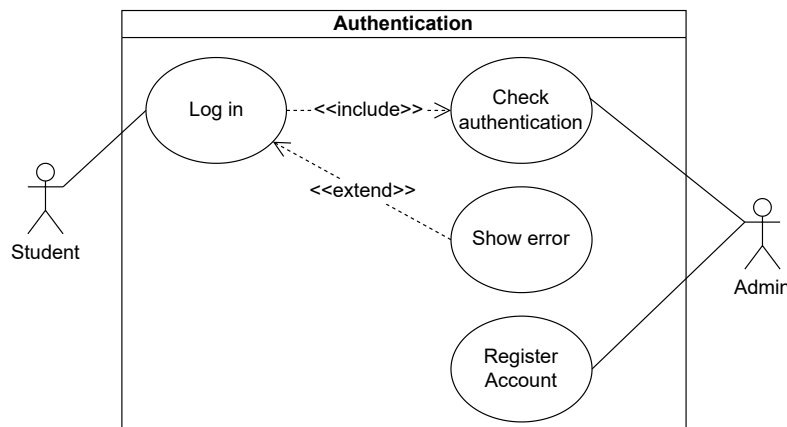 Authentication
Log in
<<include>>
Check
authentication
<<extend>>
Student
Show error
Admin
Register
Account